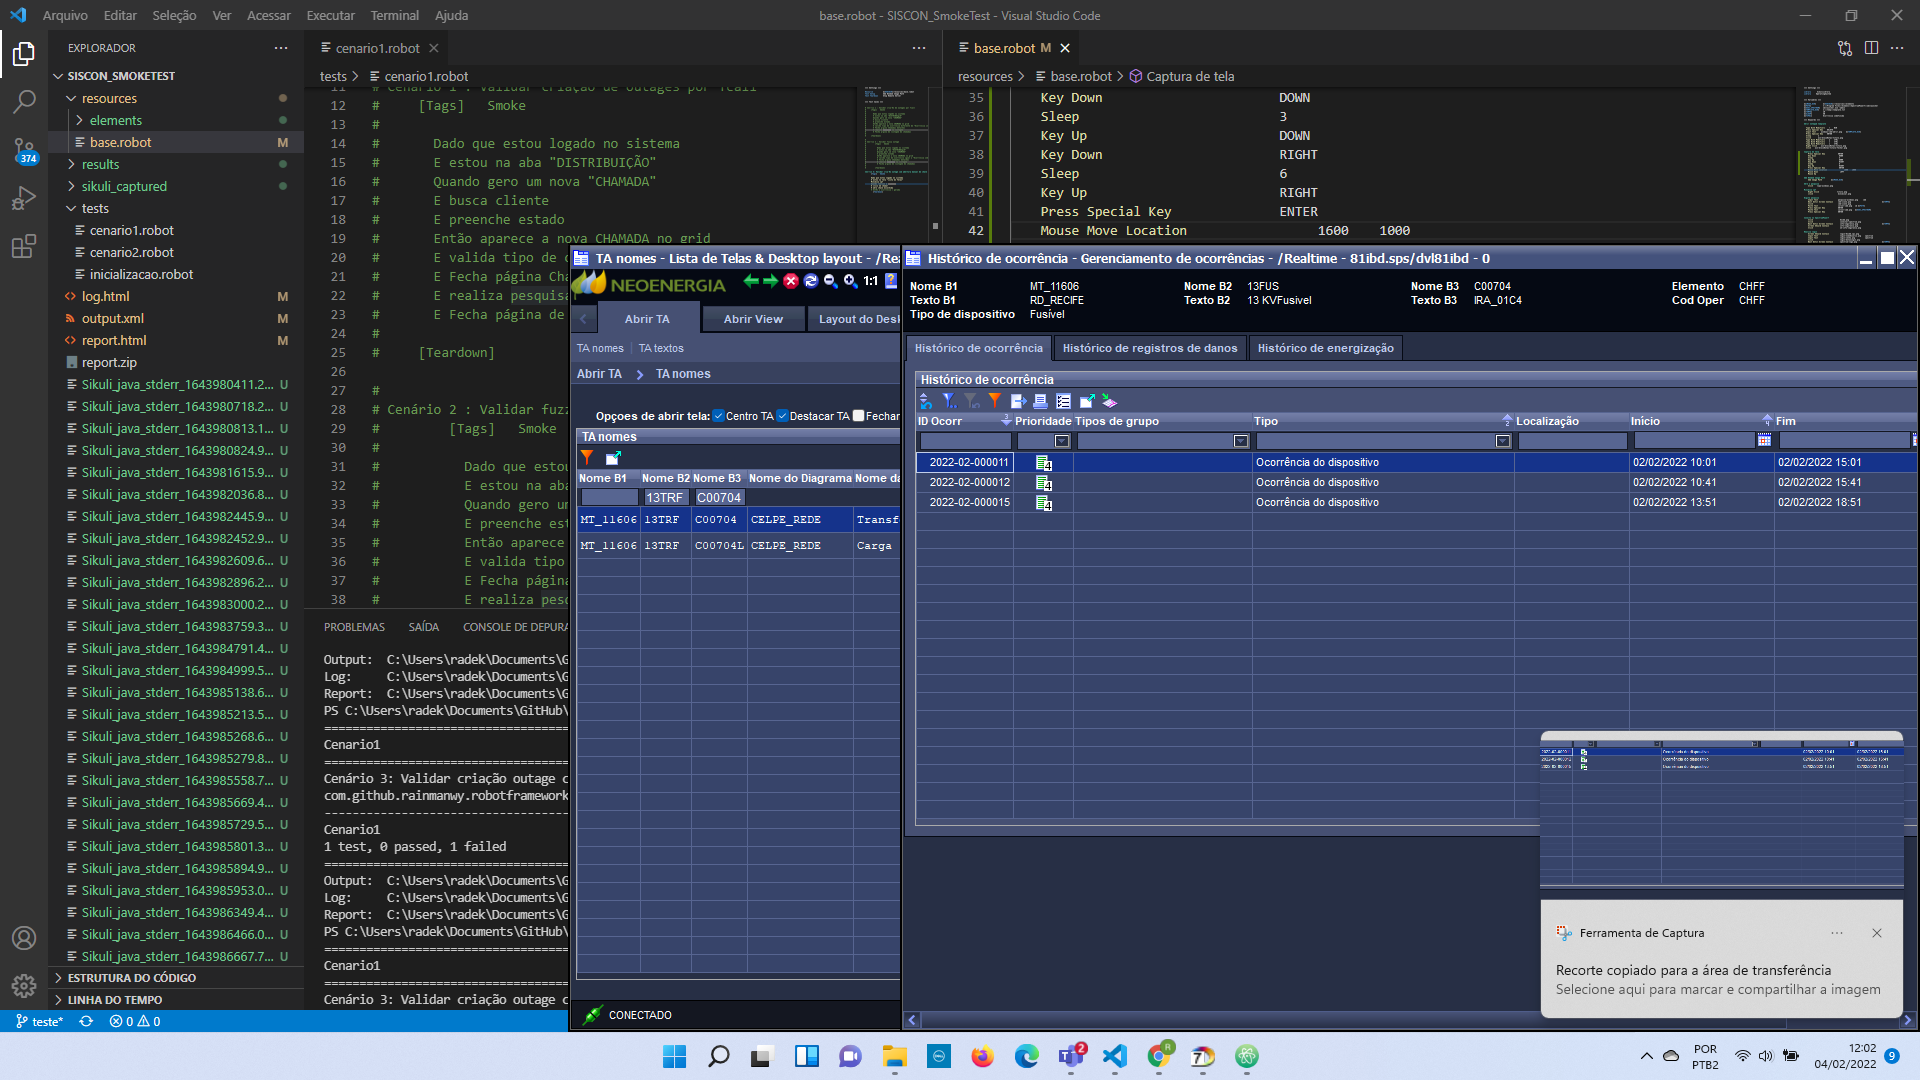 Arquivo Editar Seleção Ver Acessar Executar Terminal Ajuda
base.robot - SISCON_SmokeTest - Visual Studio Code
EXPLORADOR
SISCON_SMOKETEST
resources
elements
base.robot M
results
sikuli_captured
tests
cenario1.robot
cenario2.robot
inicializacao.robot
log.html M
output.xml M
report.html M
report.zip
Sikuli_java_stderr_1643980411.2... U
Sikuli_java_stderr_1643980718.2... U
Sikuli_java_stderr_1643980813.1... U
Sikuli_java_stderr_1643980824.9... U
Sikuli_java_stderr_1643981615.9... U
Sikuli_java_stderr_1643982036.8... U
Sikuli_java_stderr_1643982445.9... U
Sikuli_java_stderr_1643982452.9... U
Sikuli_java_stderr_1643982609.6... U
Sikuli_java_stderr_1643982896.2... U
Sikuli_java_stderr_1643983000.2... U
Sikuli_java_stderr_1643983759.3... U
Sikuli_java_stderr_1643984791.4... U
Sikuli_java_stderr_1643984999.5... U
Sikuli_java_stderr_1643985138.6... U
Sikuli_java_stderr_1643985213.5... U
Sikuli_java_stderr_1643985268.6... U
Sikuli_java_stderr_1643985279.8... U
Sikuli_java_stderr_1643985558.7... U
Sikuli_java_stderr_1643985669.4... U
Sikuli_java_stderr_1643985729.5... U
Sikuli_java_stderr_1643985801.3... U
Sikuli_java_stderr_1643985894.9... U
Sikuli_java_stderr_1643985953.0... U
Sikuli_java_stderr_1643986349.4... U
Sikuli_java_stderr_1643986466.0... U
Sikuli_java_stderr_1643986667.7... U
ESTRUTURA DO CÓDIGO
LINHA DO TEMPO
374
teste* 0 0
cenario1.robot
tests > cenario1.robot
11 # Cenário 1 : Validar criação de outages por Tcall
12 # [Tags] Smoke
13 #
14 # Dado que estou logado no sistema
15 # E estou na aba "DISTRIBUIÇÃO"
16 # Quando gero um nova "CHAMADA"
17 # E busca cliente
18 # E preenche estado
19 # Então aparece a nova CHAMADA no grid
20 # E valida tipo de c
21 # E Fecha página Cha
22 # E realiza pesquisa
23 # E Fecha página de
24 #
25 # [Teardown]
26
27 #
28 # Cenário 2 : Validar fuzz
29 # [Tags] Smoke
30 #
31 # Dado que estou
32 # E estou na aba
33 # Quando gero um
34 # E preenche est
35 # Então aparece
36 # E valida tipo
37 # E Fecha página
38 # E realiza pesq
PROBLEMAS SAÍDA CONSOLE DE DEPURA
Output: C:\Users\radek\Documents\G
Log: C:\Users\radek\Documents\G
Report: C:\Users\radek\Documents\G
PS C:\Users\radek\Documents\GitHub\
==================================
Cenario1
==================================
Cenário 3: Validar criação outage c
com.github.rainmanwy.robotframework
----------------------------------
Cenario1
1 test, 0 passed, 1 failed
==================================
Output: C:\Users\radek\Documents\G
Log: C:\Users\radek\Documents\G
Report: C:\Users\radek\Documents\G
PS C:\Users\radek\Documents\GitHub\
==================================
Cenario1
==================================
Cenário 3: Validar criação outage c
base.robot M
resources > base.robot > Captura de tela
35 Key Down DOWN
36 Sleep 3
37 Key Up DOWN
38 Key Down RIGHT
39 Sleep 6
40 Key Up RIGHT
41 Press Special Key ENTER
42 Mouse Move Location 1600 1000
TA nomes - Lista de Telas & Desktop layout - /Rea
NEOENERGIA 1:1
Abrir TA Abrir View Layout do Desk
TA nomes TA textos
Abrir TA > TA nomes
Opçoes de abrir tela: Centro TA Destacar TA Fechar
TA nomes
Nome B1 Nome B2 Nome B3 Nome do Diagrama Nome da
13TRF C00704
MT_11606 13TRF C00704 CELPE_REDE Transf
MT_11606 13TRF C00704L CELPE_REDE Carga
CONECTADO
Histórico de ocorrência - Gerenciamento de ocorrências - /Realtime - 81ibd.sps/dvl81ibd - 0
Nome B1 MT_11606 Nome B2 13FUS Nome B3 C00704 Elemento CHFF
Texto B1 RD_RECIFE Texto B2 13 KVFusivel Texto B3 IRA_01C4 Cod Oper CHFF
Tipo de dispositivo Fusível
Histórico de ocorrência Histórico de registros de danos Histórico de energização
Histórico de ocorrência
ID Ocorr Prioridade Tipos de grupo Tipo Localização Início Fim
2022-02-000011 4 Ocorrência do dispositivo 02/02/2022 10:01 02/02/2022 15:01
2022-02-000012 4 Ocorrência do dispositivo 02/02/2022 10:41 02/02/2022 15:41
2022-02-000015 4 Ocorrência do dispositivo 02/02/2022 13:51 02/02/2022 18:51
Ferramenta de Captura
Recorte copiado para a área de transferência
Selecione aqui para marcar e compartilhar a imagem
POR
PTB2
12:02
04/02/2022
9